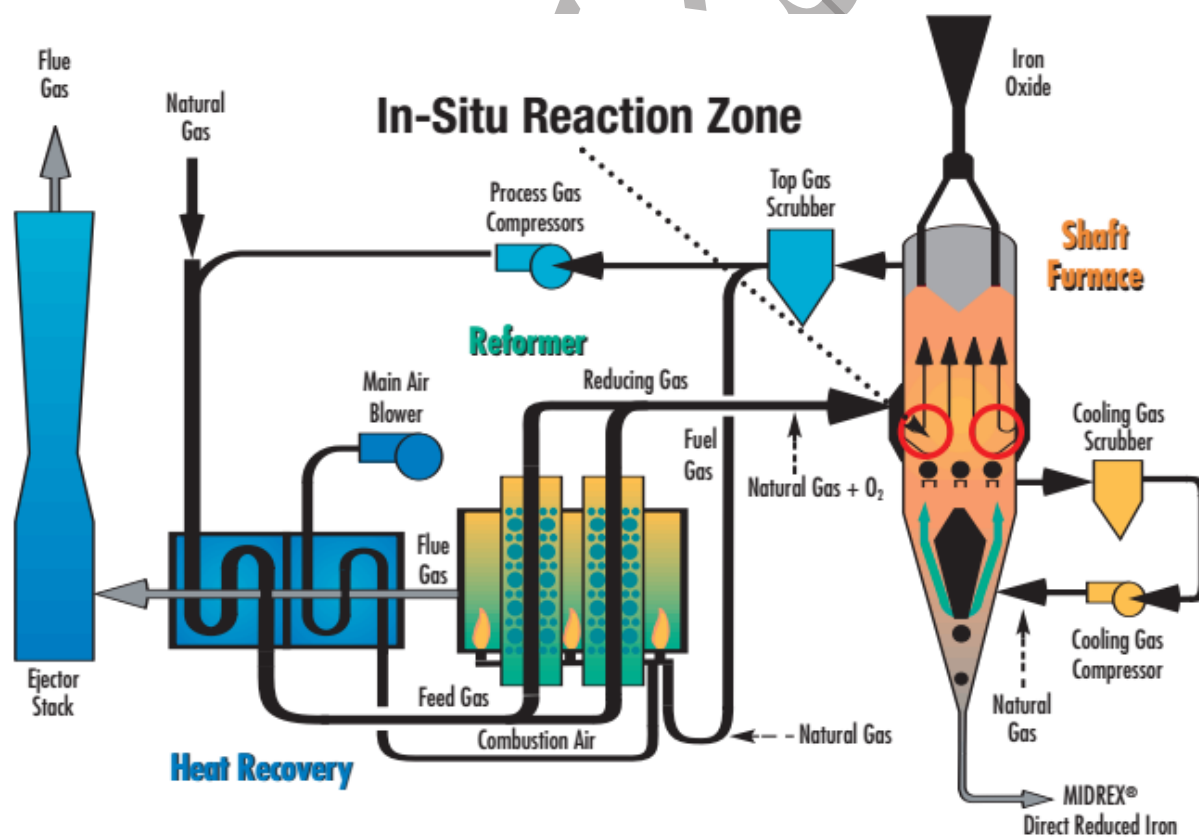 Flue
Gas
Natural
Gas
In-Situ Reaction Zone
Iron
Oxide
Process Gas
Compressors
Top Gas
Scrubber
Shaft
Furnace
Reformer
Main Air
Blower
Reducing Gas
Fuel
Gas
Cooling Gas
Scrubber
Natural Gas + O₂
Flue
Gas
Ejector
Stack
Feed Gas
Combustion Air
Natural Gas
Cooling Gas
Compressor
Natural
Gas
Heat Recovery
MIDREX®
Direct Reduced Iron